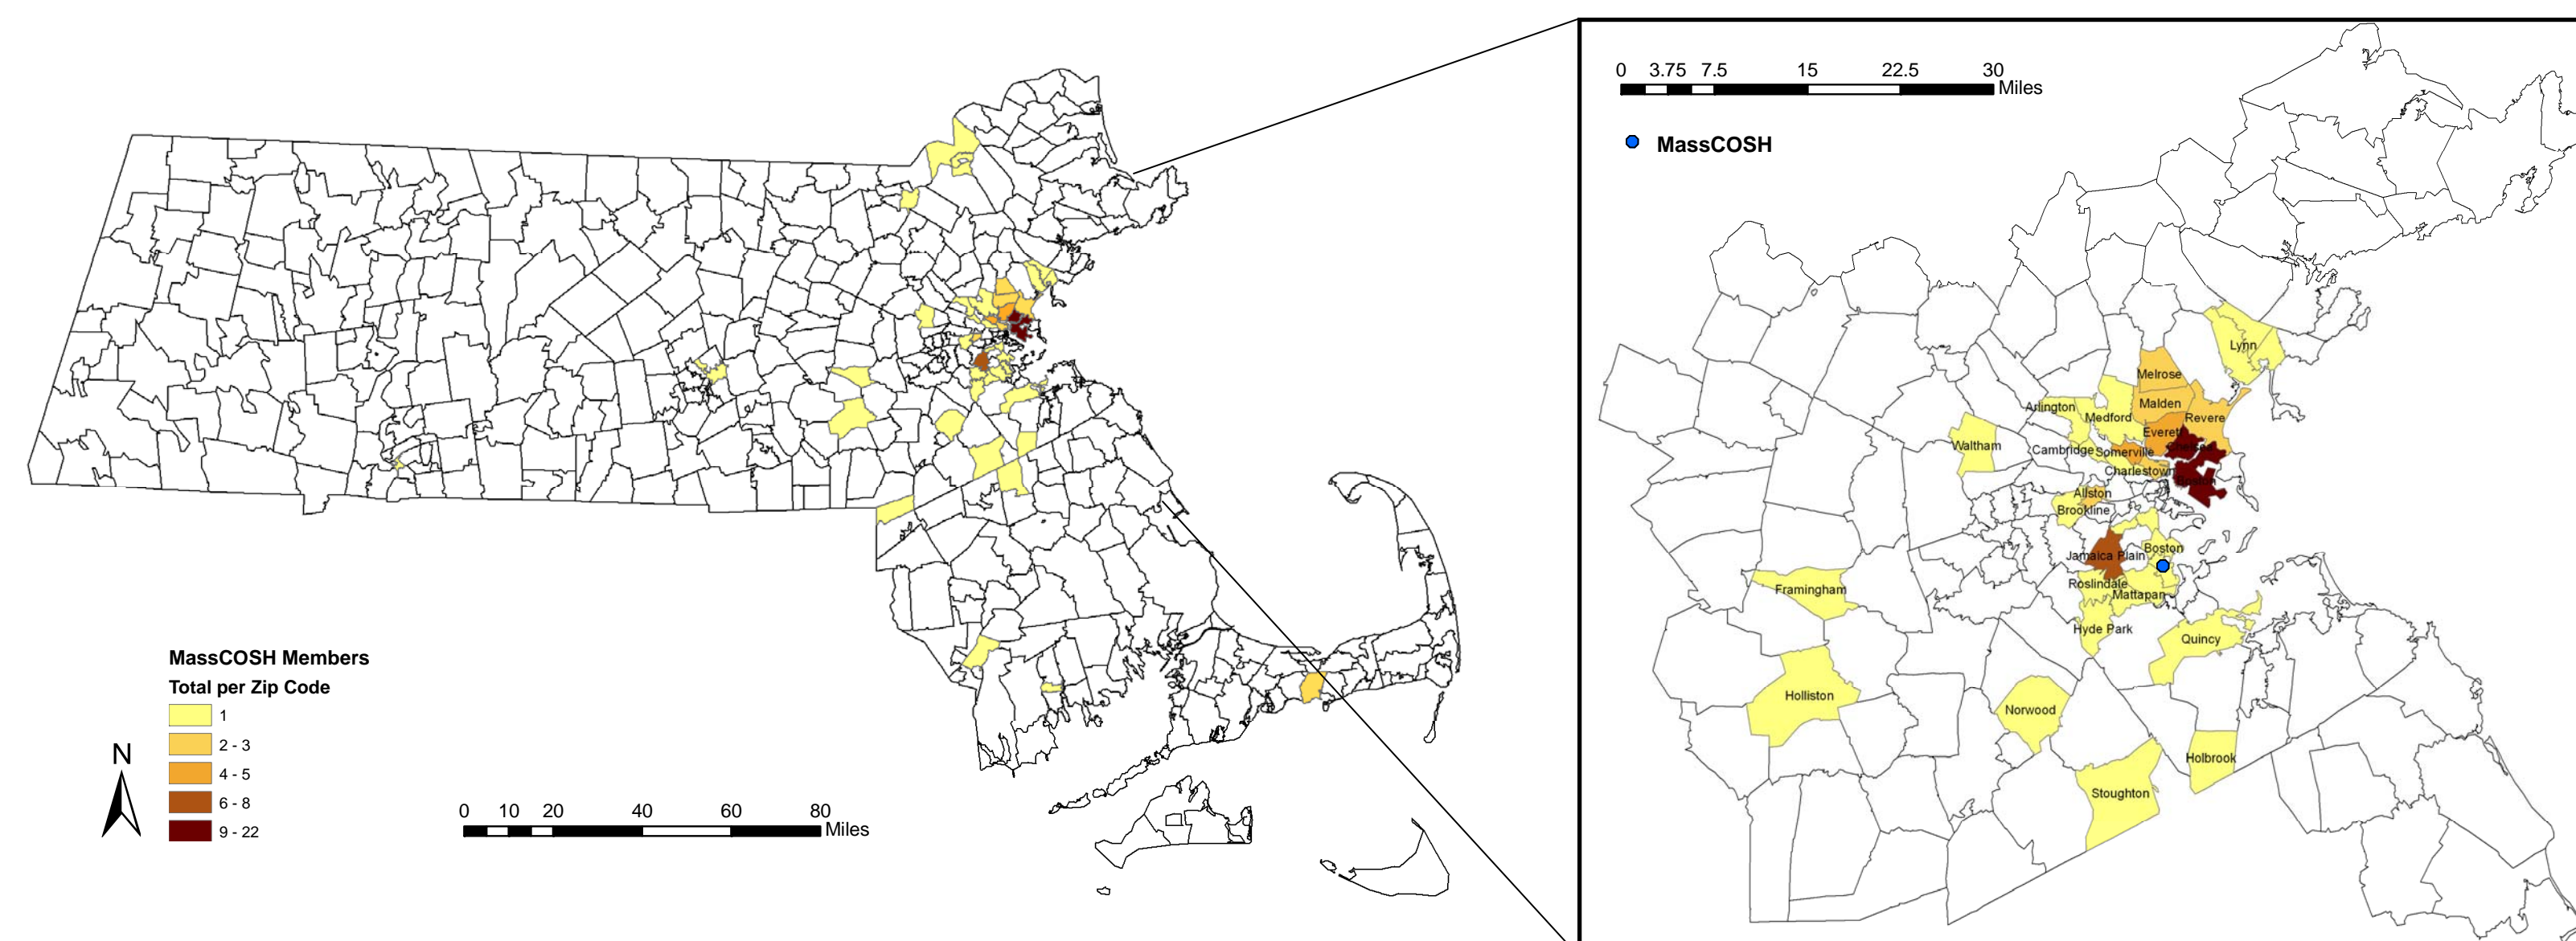 MassCOSH Members
Total per Zip Code
1
2 - 3
4 - 5
6 - 8
9 - 22
N
0 10 20 40 60 80
Miles
0 3.75 7.5 15 22.5 30
Miles
MassCOSH
Lynn
Melrose
Malden
Arlington
Medford
Revere
Everett
Waltham
Cambridge
Somerville
Chelsea
Charlestown
Allston
Brookline
Boston
Jamaica Plain
Roslindale
Mattapan
Framingham
Hyde Park
Quincy
Holliston
Norwood
Holbrook
Stoughton